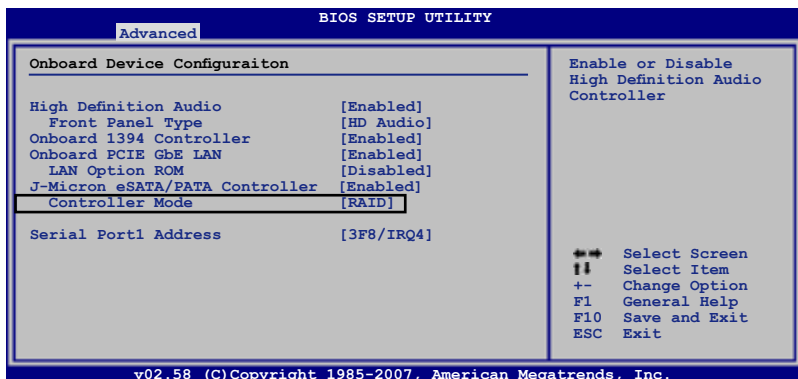 BIOS SETUP UTILITY
Advanced
Onboard Device Configuraiton
High Definition Audio [Enabled]
Front Panel Type [HD Audio]
Onboard 1394 Controller [Enabled]
Onboard PCIE GbE LAN [Enabled]
LAN Option ROM [Disabled]
J-Micron eSATA/PATA Controller [Enabled]
Controller Mode [RAID]
Serial Port1 Address [3F8/IRQ4]
Enable or Disable
High Definition Audio
Controller
Select Screen
Select Item
+- Change Option
F1 General Help
F10 Save and Exit
ESC Exit
v02.58 (C)Copyright 1985-2007, American Megatrends, Inc.